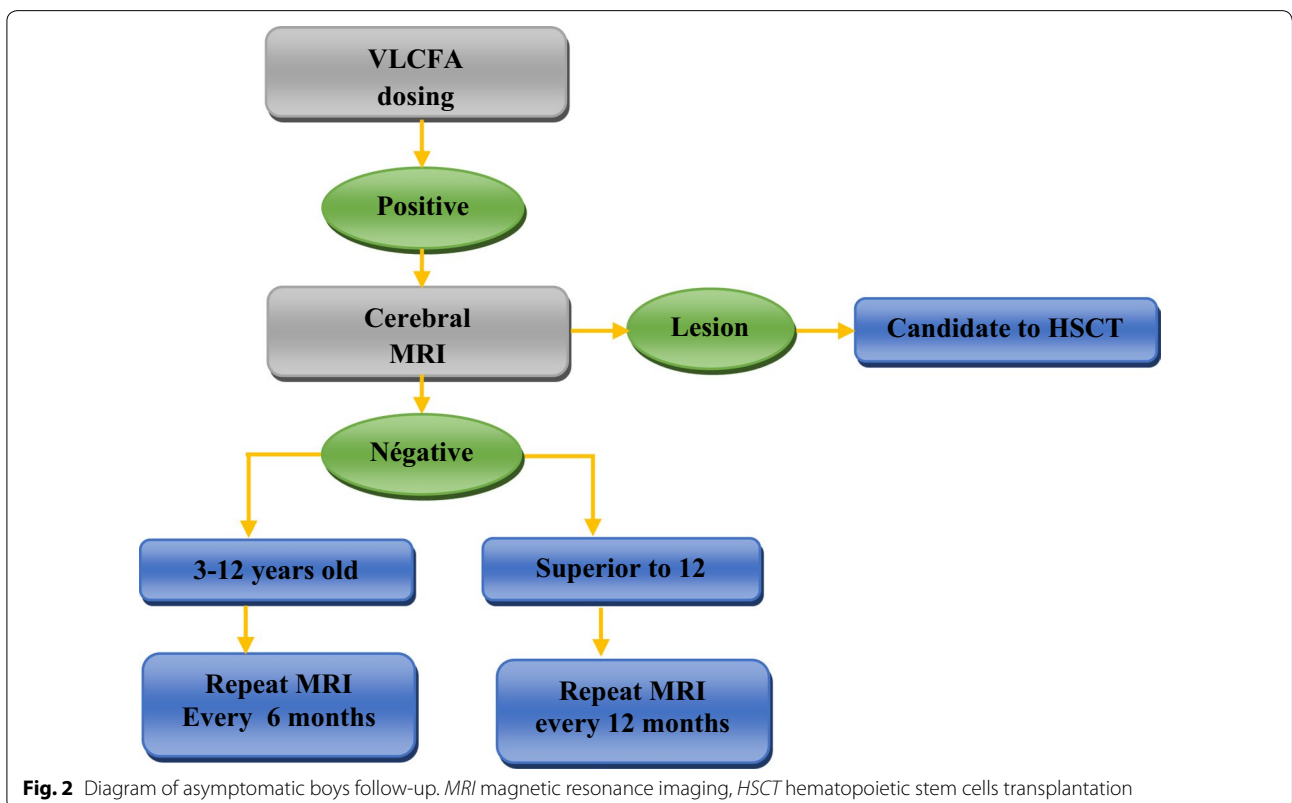 VLCFA
dosing
Positive
Cerebral
MRI
Lesion
Candidate to HSCT
Négative
3-12 years old
Superior to 12
Repeat MRI
Every 6 months
Repeat MRI
every 12 months
Fig. 2 Diagram of asymptomatic boys follow-up. MRI magnetic resonance imaging, HSCT hematopoietic stem cells transplantation